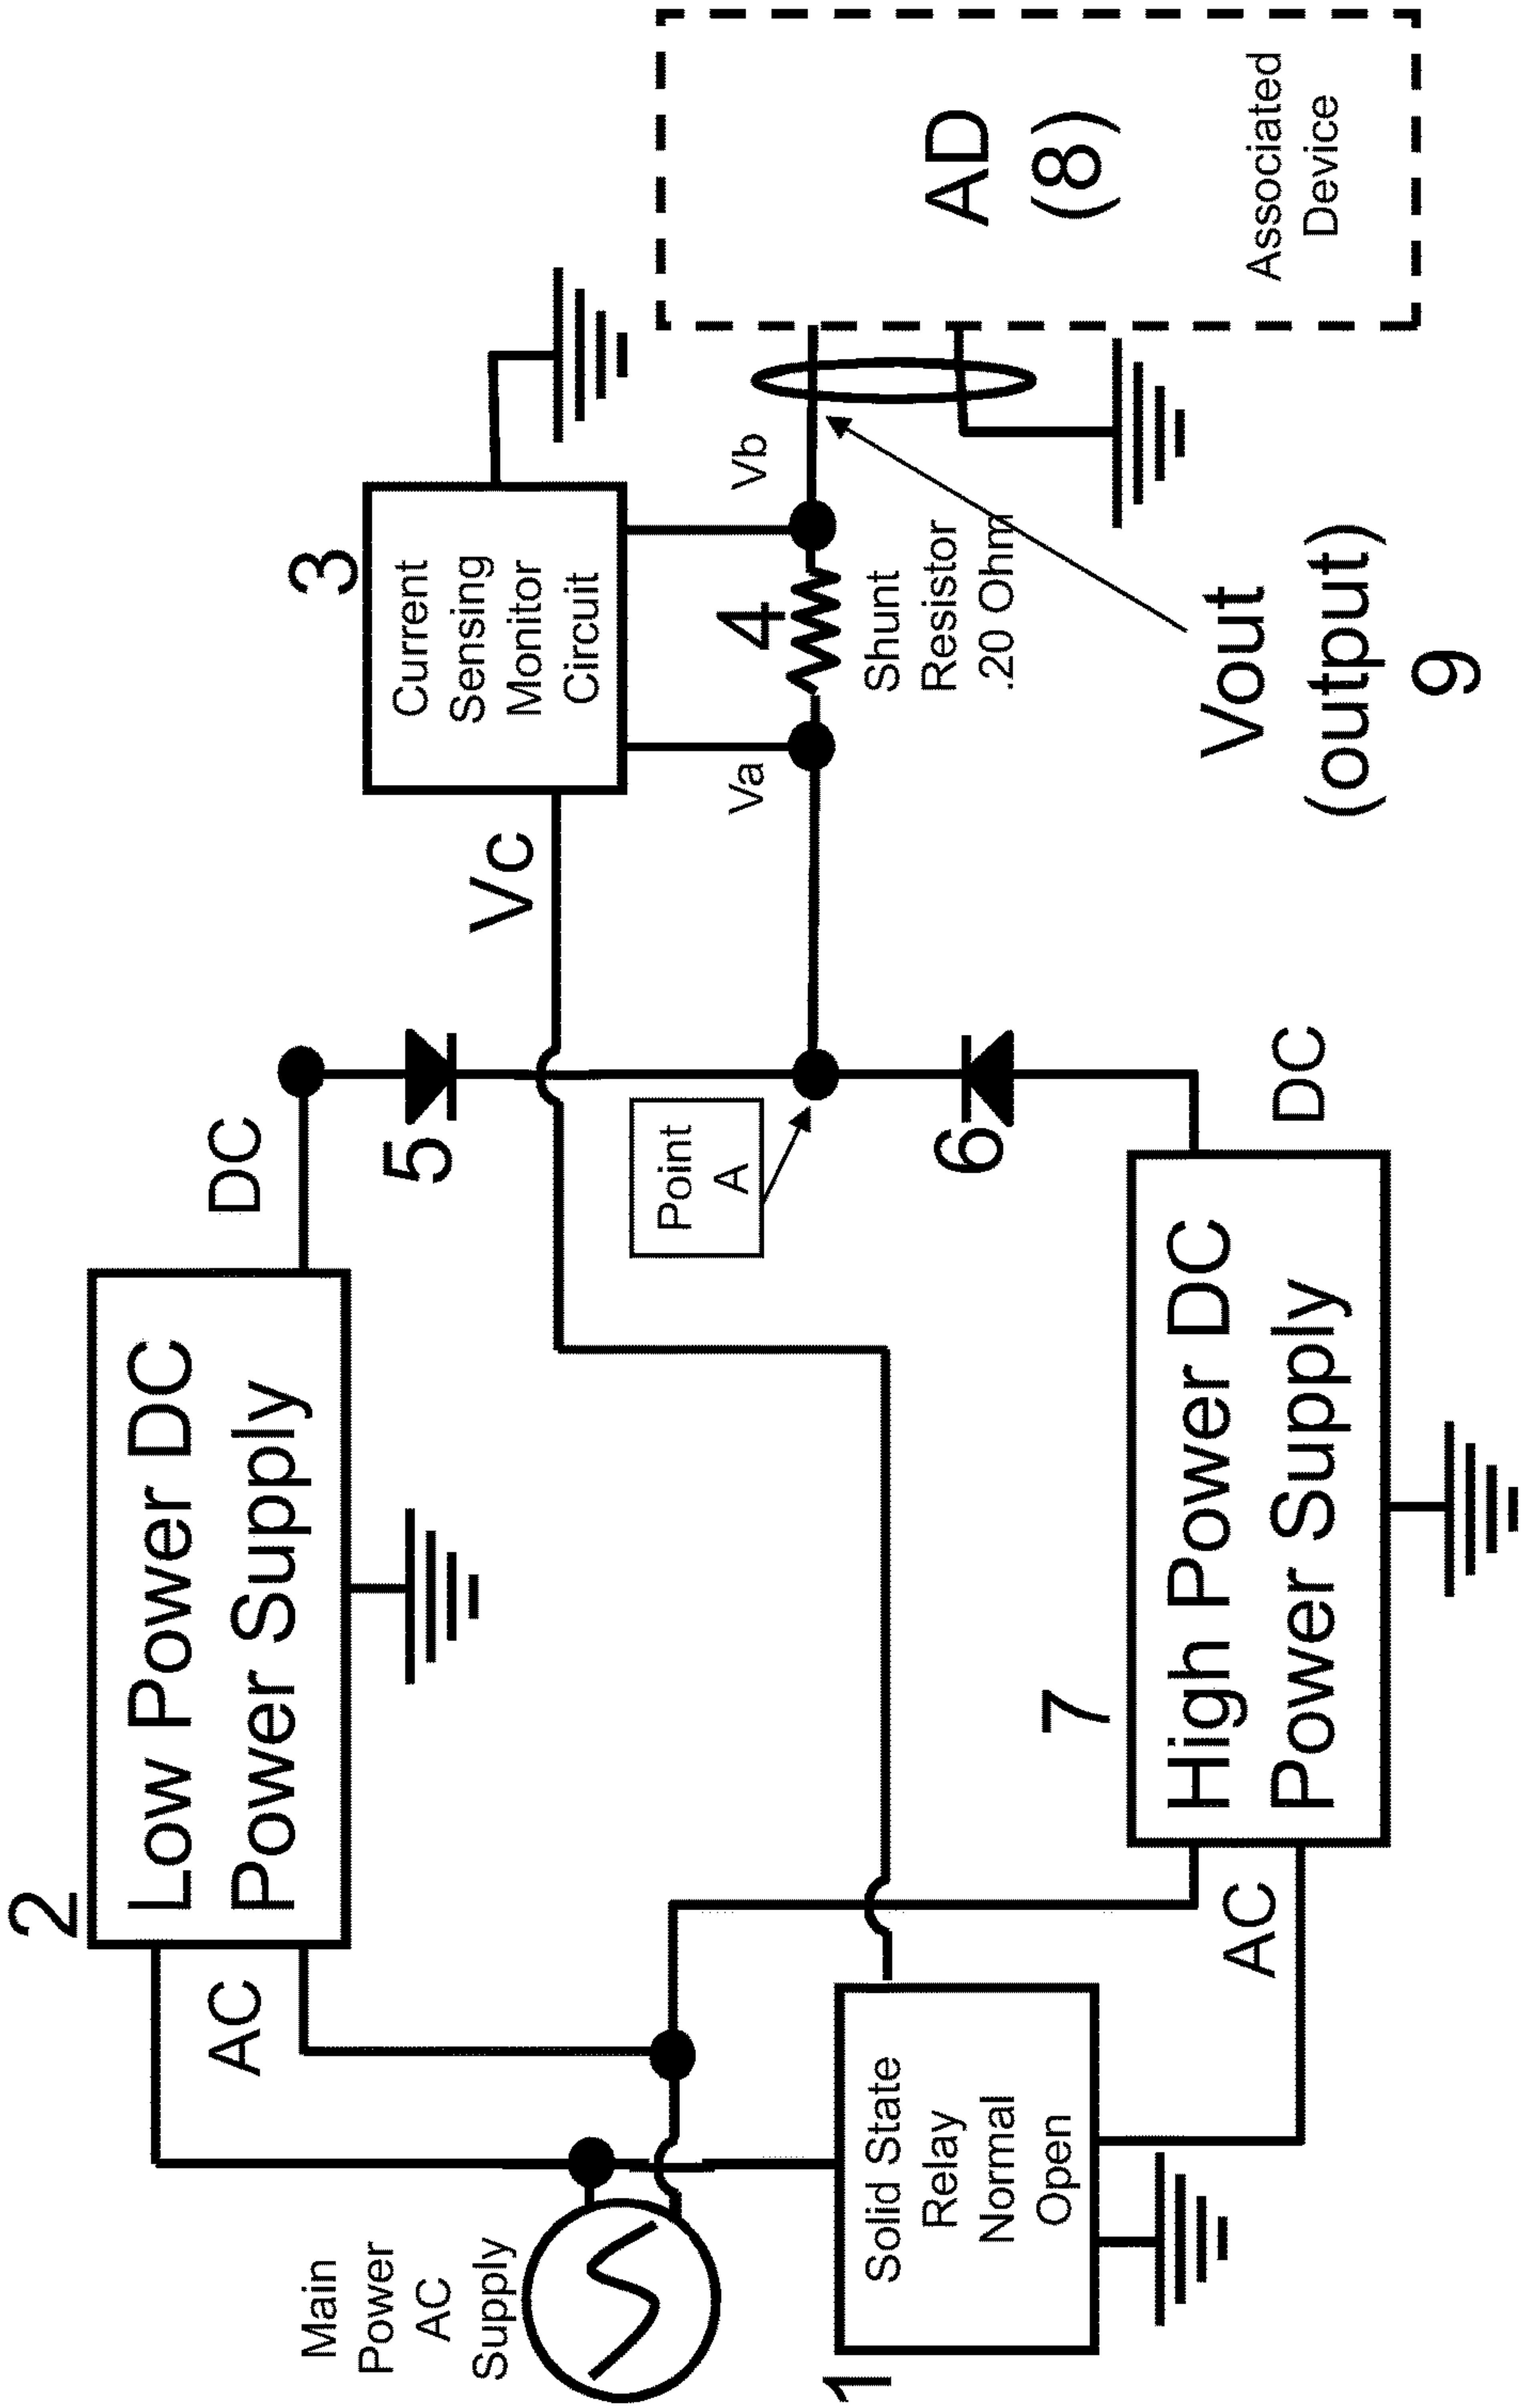 2
Low Power DC
Power Supply
AC
DC
Main
Power
AC
Supply
1
Solid State
Relay
Normal
Open
5
Point
A
6
Vc
3
Current
Sensing
Monitor
Circuit
Va
Vb
4
Shunt
Resistor
.20 Ohm
AD
(8)
Associated
Device
Vout
(output)
9
7
High Power DC
Power Supply
AC
DC